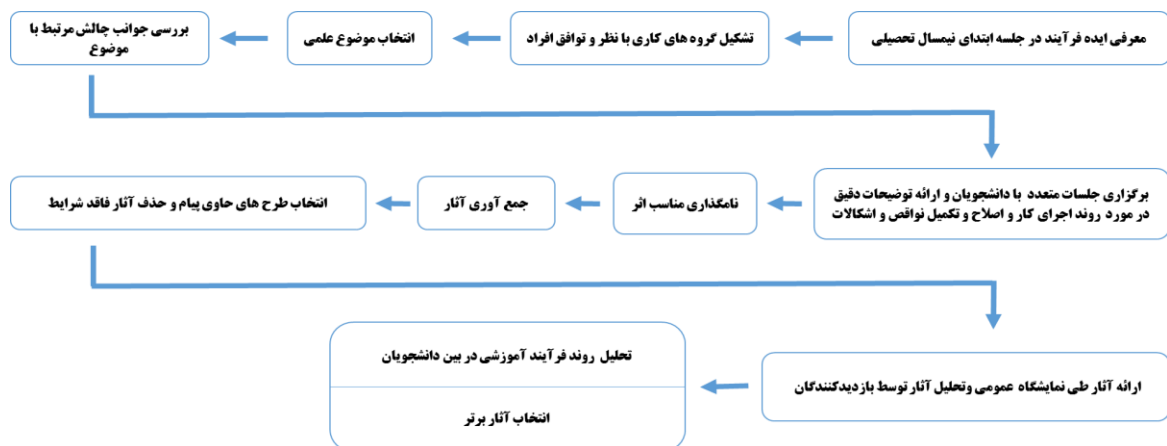 معرفی ایده فرآیند در جلسه ابتدای نیمسال تحصیلی
تشکیل گروه های کاری با نظر و توافق افراد
انتخاب موضوع علمی
بررسی جوانب چالش مرتبط با
موضوع
برگزاری جلسات متعدد با دانشجویان و ارائه توضیحات دقیق
در مورد روند اجرای کار و اصلاح و تکمیل نواقص و اشکالات
نامگذاری مناسب اثر
جمع آوری آثار
انتخاب طرح های حاوی پیام و حذف آثار فاقد شرایط
ارائه آثار طی نمایشگاه عمومی وتحلیل آثار توسط بازدیدکنندگان
تحلیل روند فرآیند آموزشی در بین دانشجویان
انتخاب آثار برتر